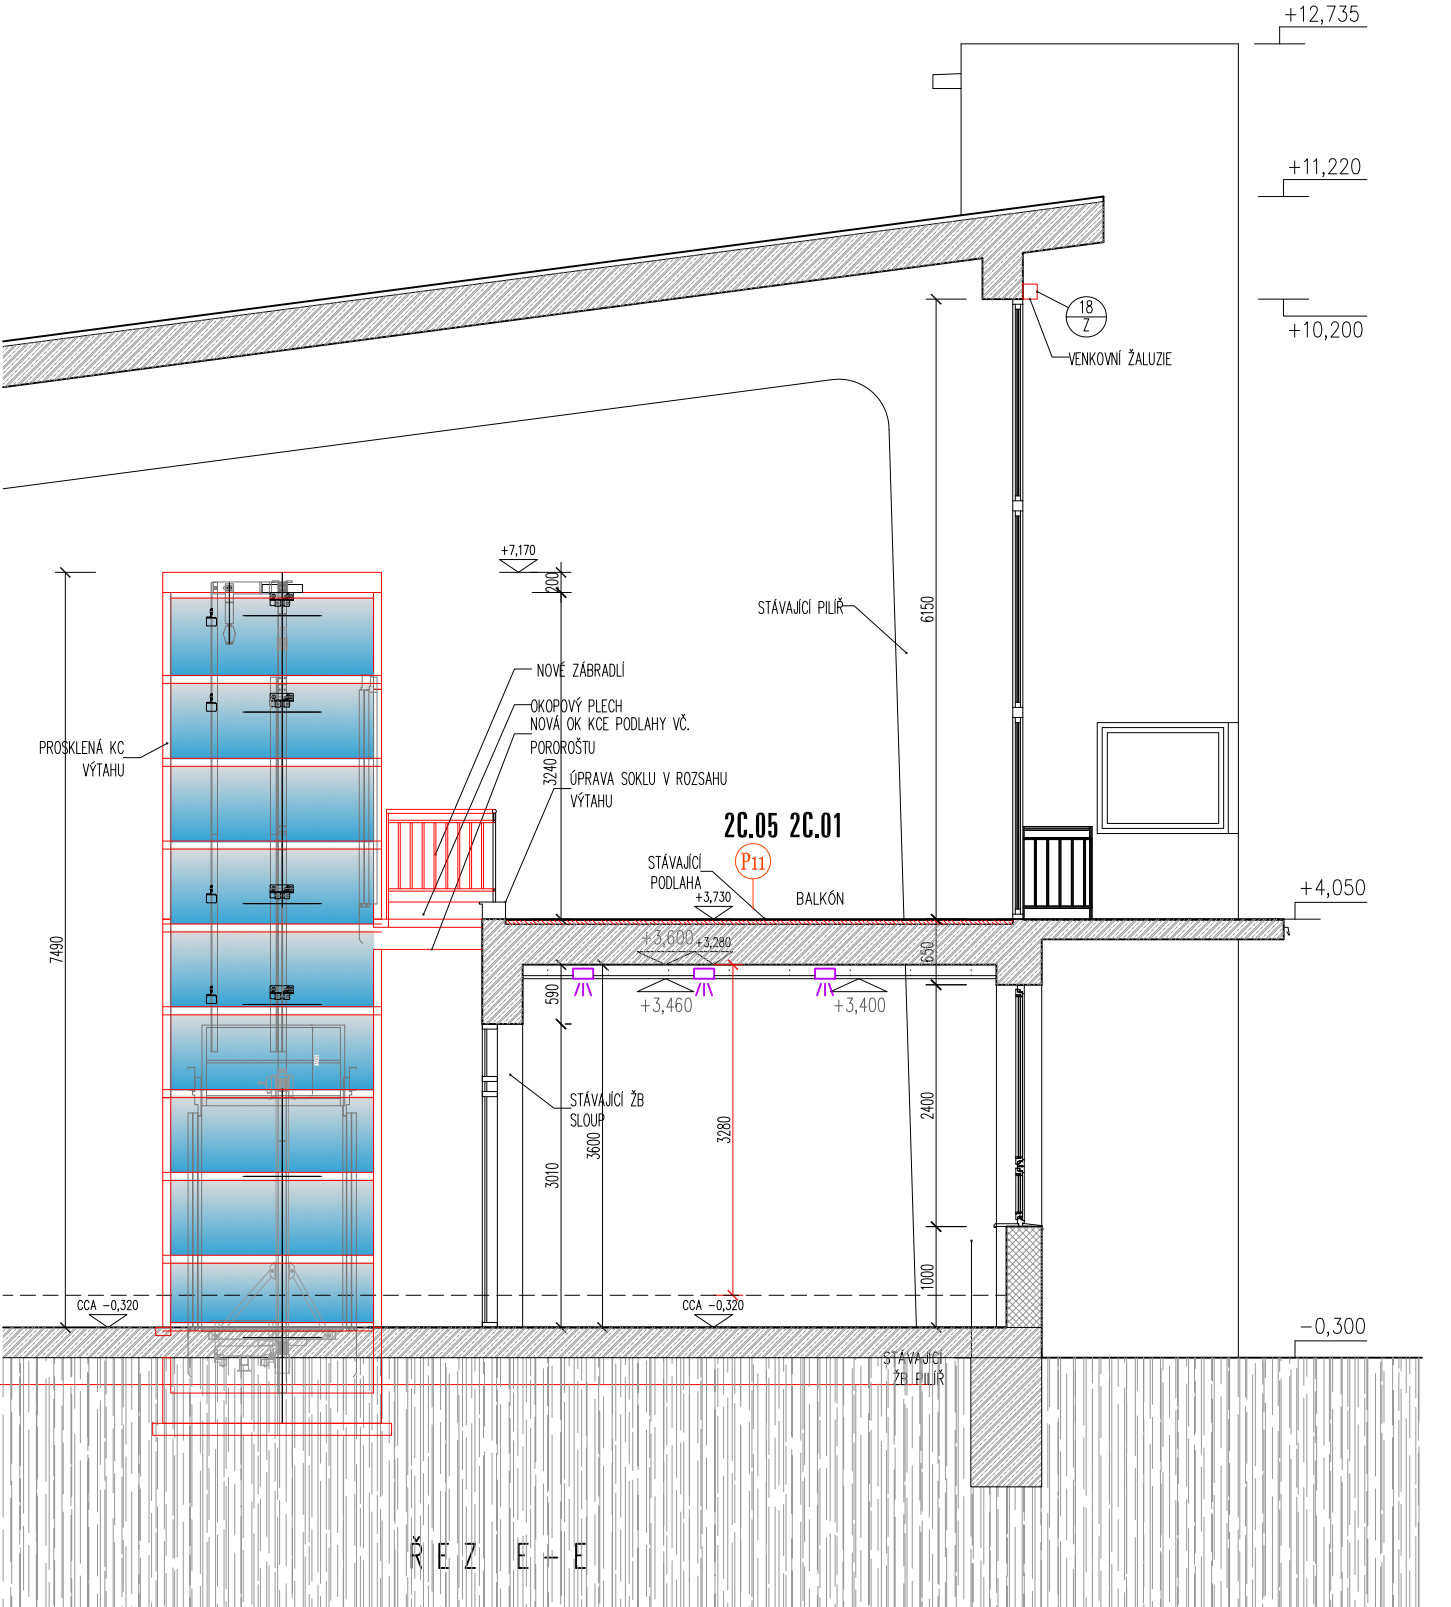 +12,735
+11,220
+10,200
18
Z
VENKOVNÍ ŽALUZIE
+7,170
200
6150
STÁVAJÍCÍ PILÍŘ
NOVÉ ZÁBRADLÍ
OKOPOVÝ PLECH
NOVÁ OK KCE PODLAHY VČ.
POROROŠTU
PROSKLENÁ KC
VÝTAHU
3240
ÚPRAVA SOKLU V ROZSAHU
VÝTAHU
2C.05 2C.01
P11
STÁVAJÍCÍ
PODLAHA
+3,730
BALKÓN
+4,050
7490
+3,600
+3,280
650
590
+3,460
+3,400
STÁVAJÍCÍ ŽB
SLOUP
3600
3010
3280
2400
1000
CCA -0,320
CCA -0,320
-0,300
STÁVAJÍCÍ
ŽB PILÍŘ
ŘEZ E-E